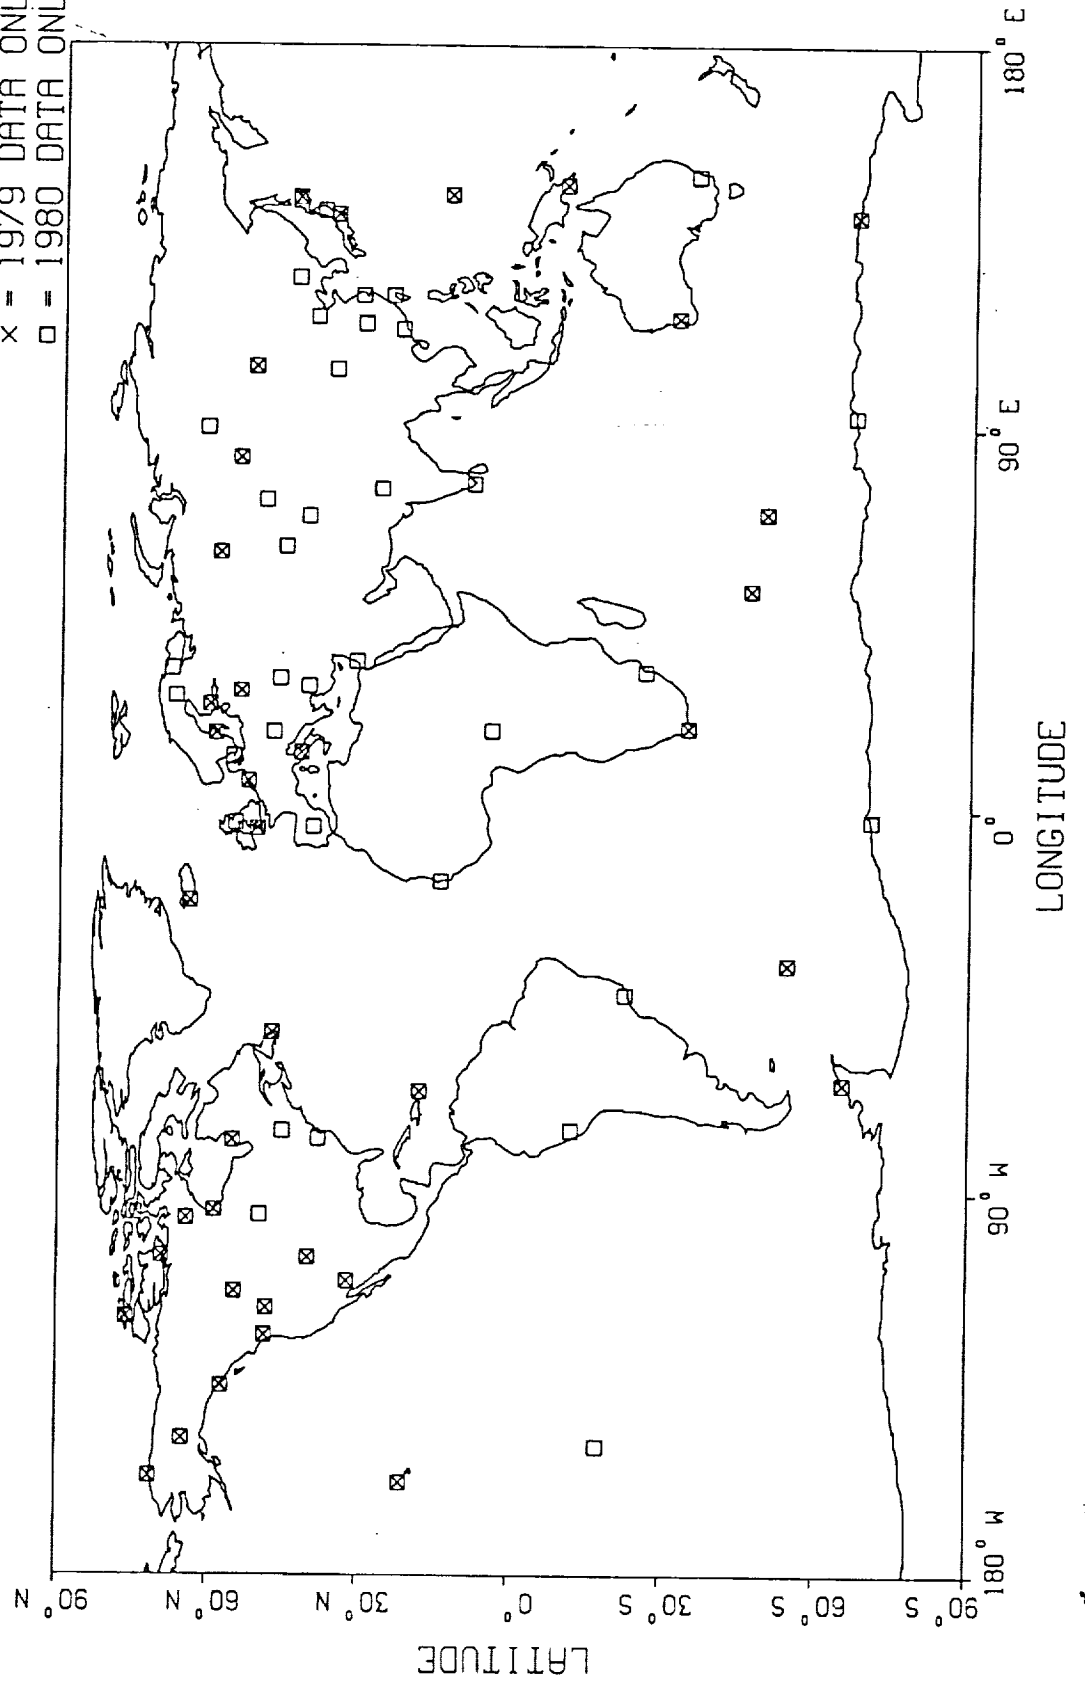 x = 1979 DATA ONL
□ = 1980 DATA ONL
90° N
60° N
30° N
0°
30° S
60° S
90° S
LATITUDE
180° W
90° W
0°
90° E
180° E
LONGITUDE